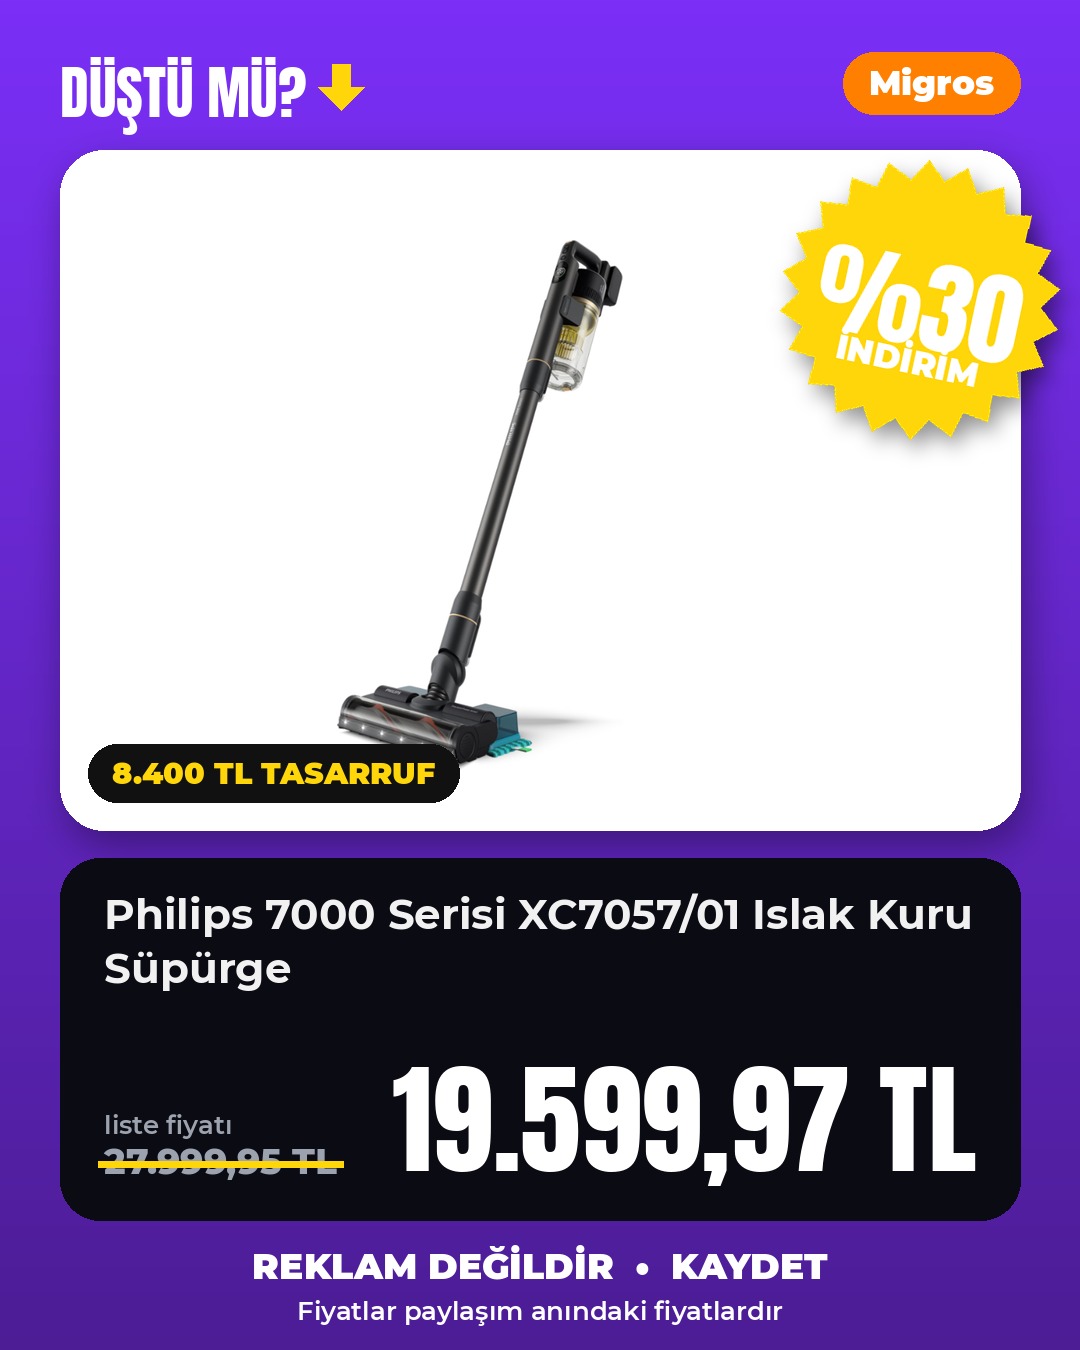 DÜŞTÜ MÜ?
Migros
%30
İNDİRİM
8.400 TL TASARRUF
Philips 7000 Serisi XC7057/01 Islak Kuru
Süpürge
liste fiyatı
27.999,95 TL
19.599,97 TL
REKLAM DEĞİLDİR • KAYDET
Fiyatlar paylaşım anındaki fiyatlardır